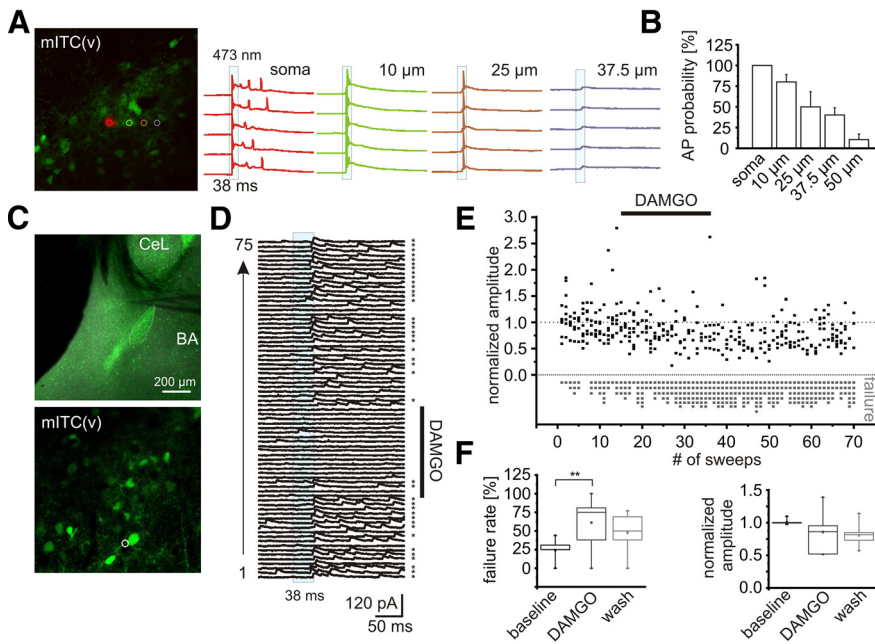 A
mITC(v)
473 nm
soma
10 µm
25 µm
37.5 µm
38 ms
B
AP probability [%]
100
75
50
25
0
soma
10 µm
25 µm
37.5 µm
50 µm
C
CeL
BA
200 µm
mITC(v)
D
75
1
DAMGO
38 ms
120 pA
50 ms
E
DAMGO
normalized amplitude
3.0
2.5
2.0
1.5
1.0
0.5
0.0
failure
0 10 20 30 40 50 60 70
# of sweeps
F
failure rate [%]
100
75
50
25
0
**
baseline
DAMGO
wash
normalized
amplitude
1.5
1.0
0.5
0.0
baseline
DAMGO
wash